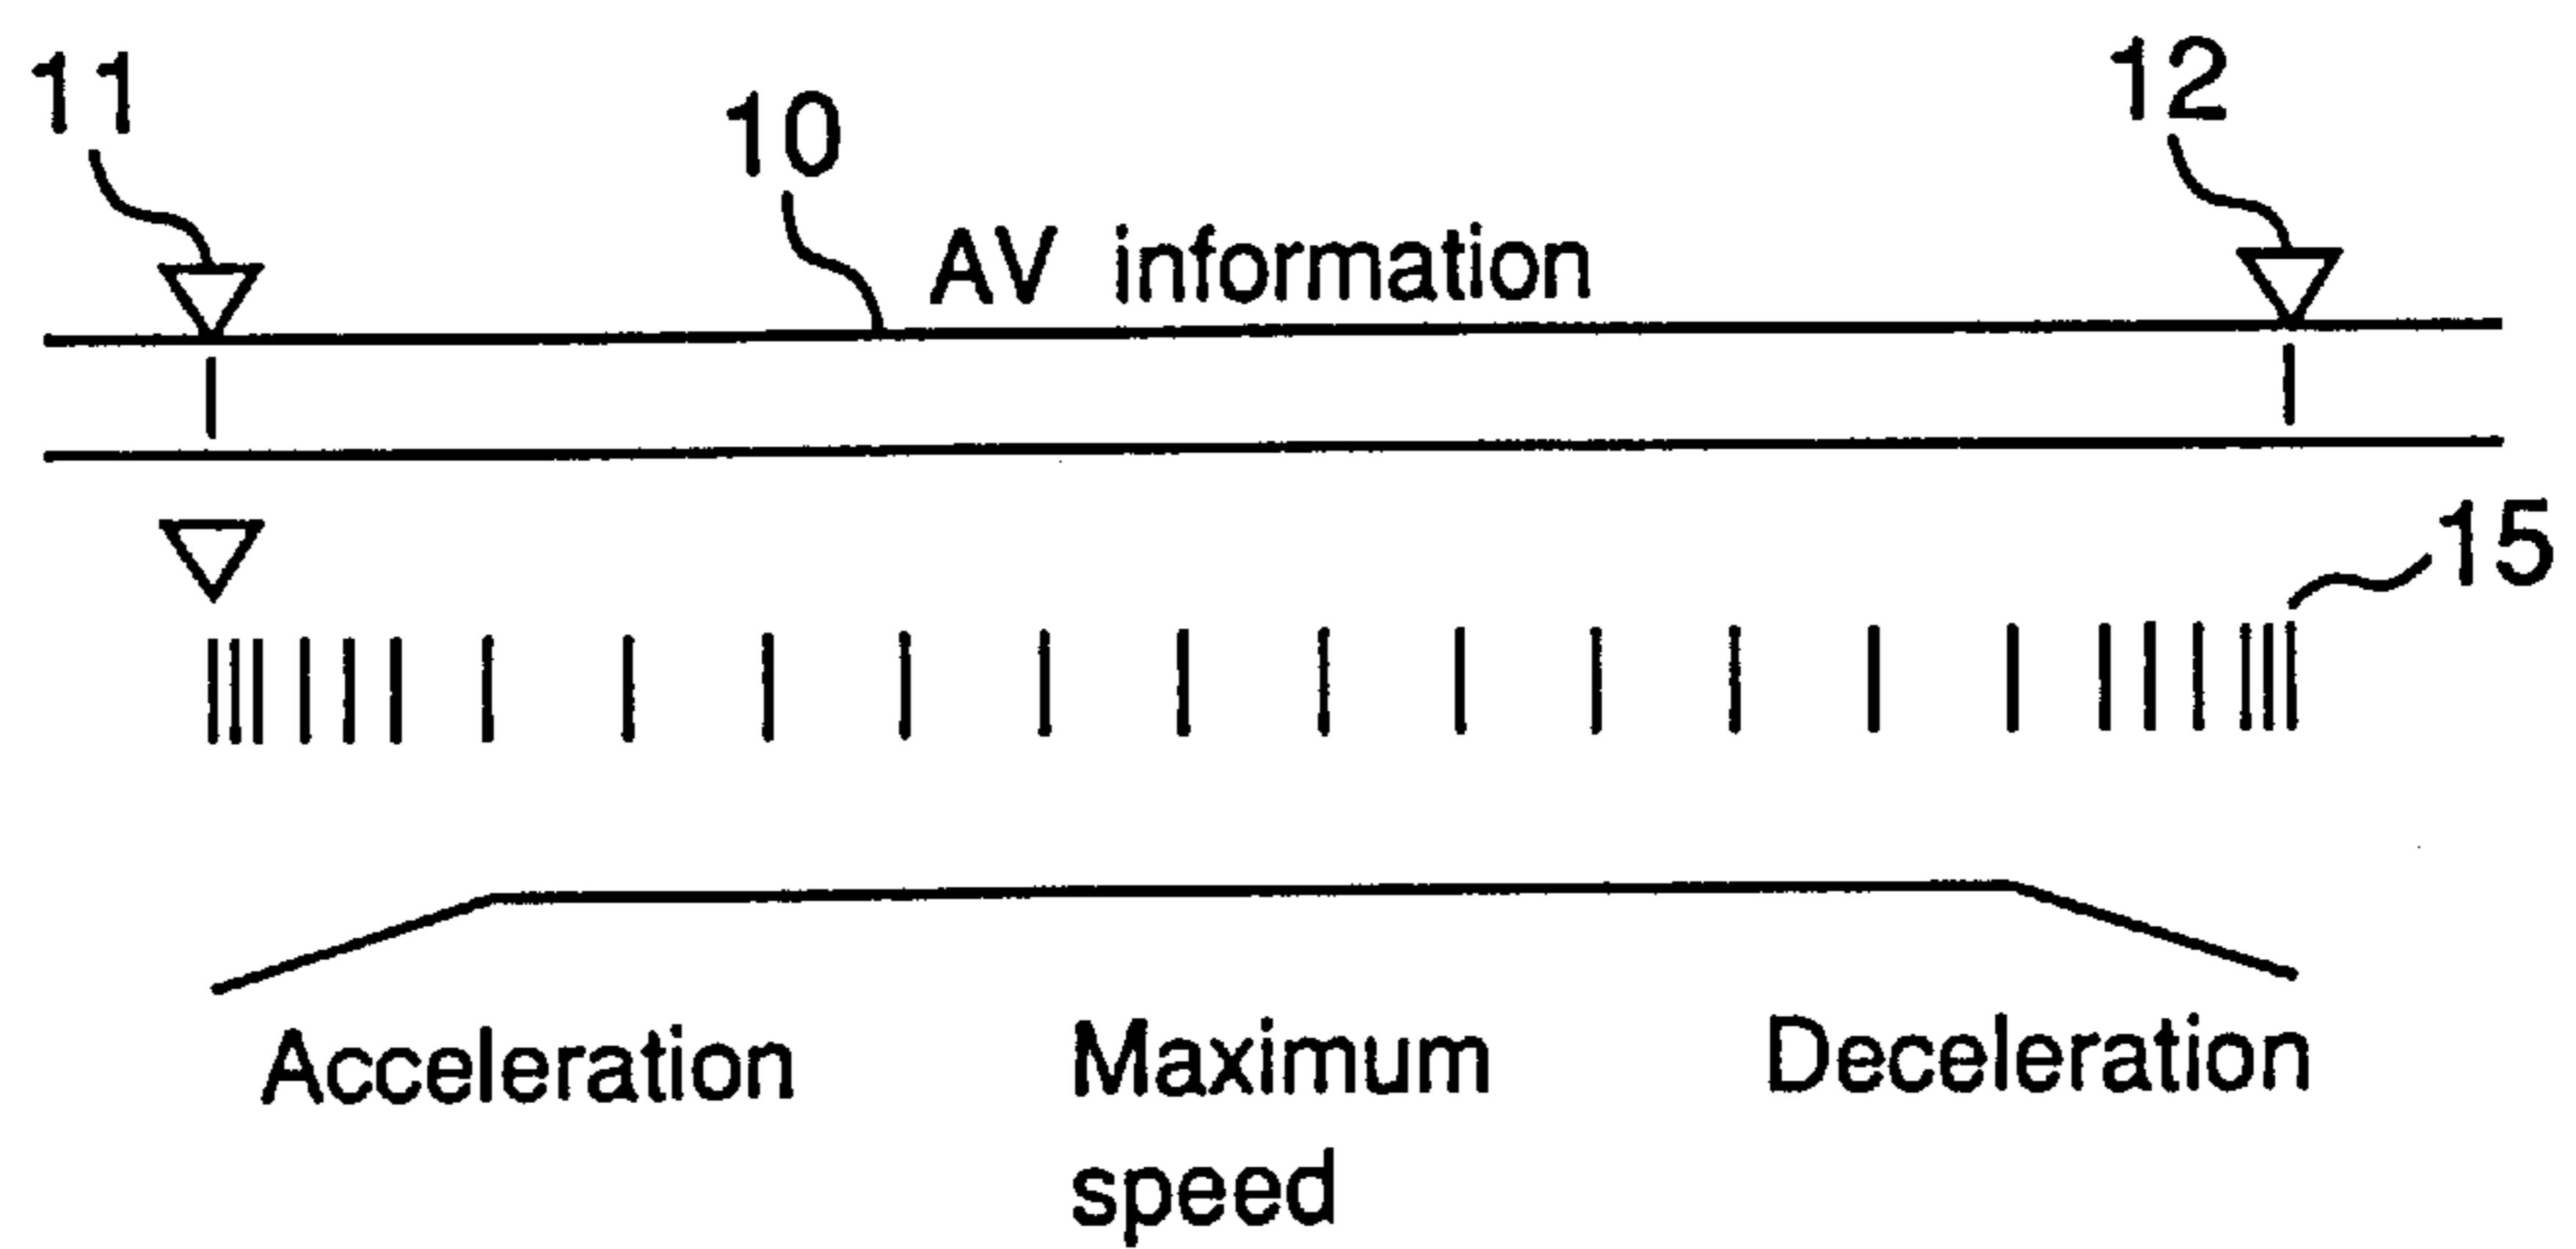 11
12
10
AV information
15
Acceleration
Maximum
speed
Deceleration